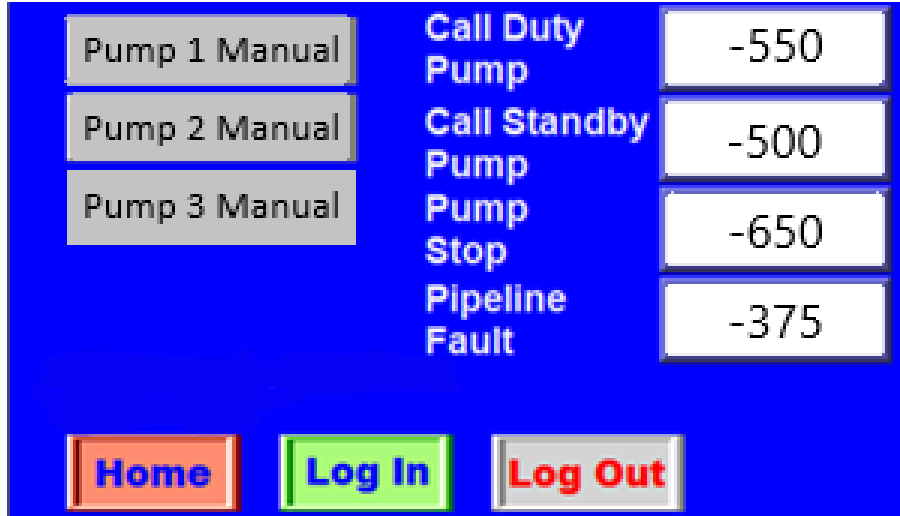 Pump 1 Manual
Pump 2 Manual
Pump 3 Manual
Call Duty
Pump
-550
Call Standby
Pump
-500
Pump
Stop
-650
Pipeline
Fault
-375
Home
Log In
Log Out